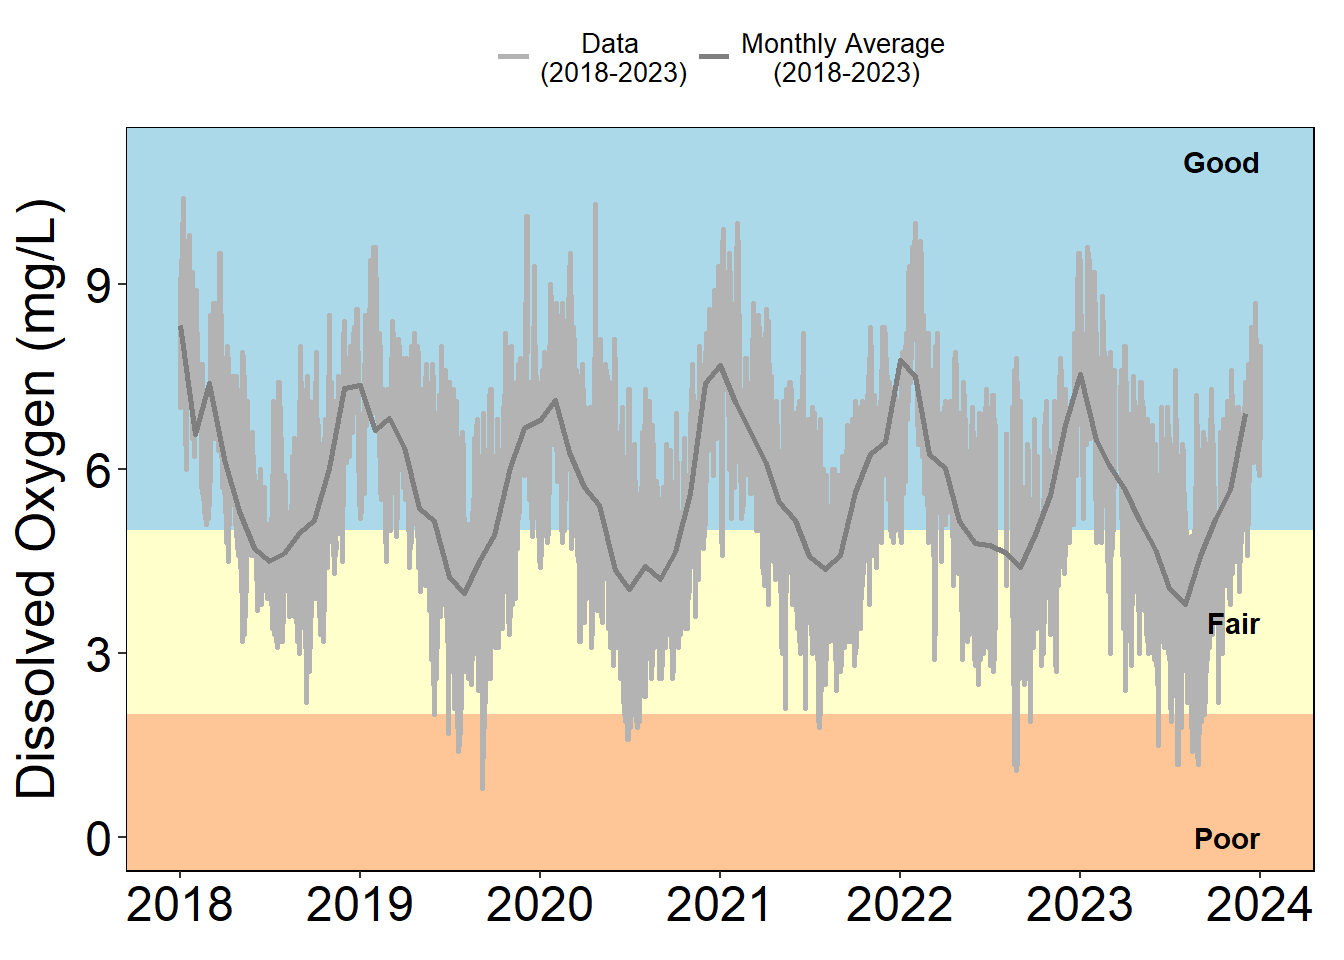 Data
(2018-2023)
Monthly Average
(2018-2023)
Dissolved Oxygen (mg/L)
9
6
3
0
Good
Fair
Poor
2018 2019 2020 2021 2022 2023 2024